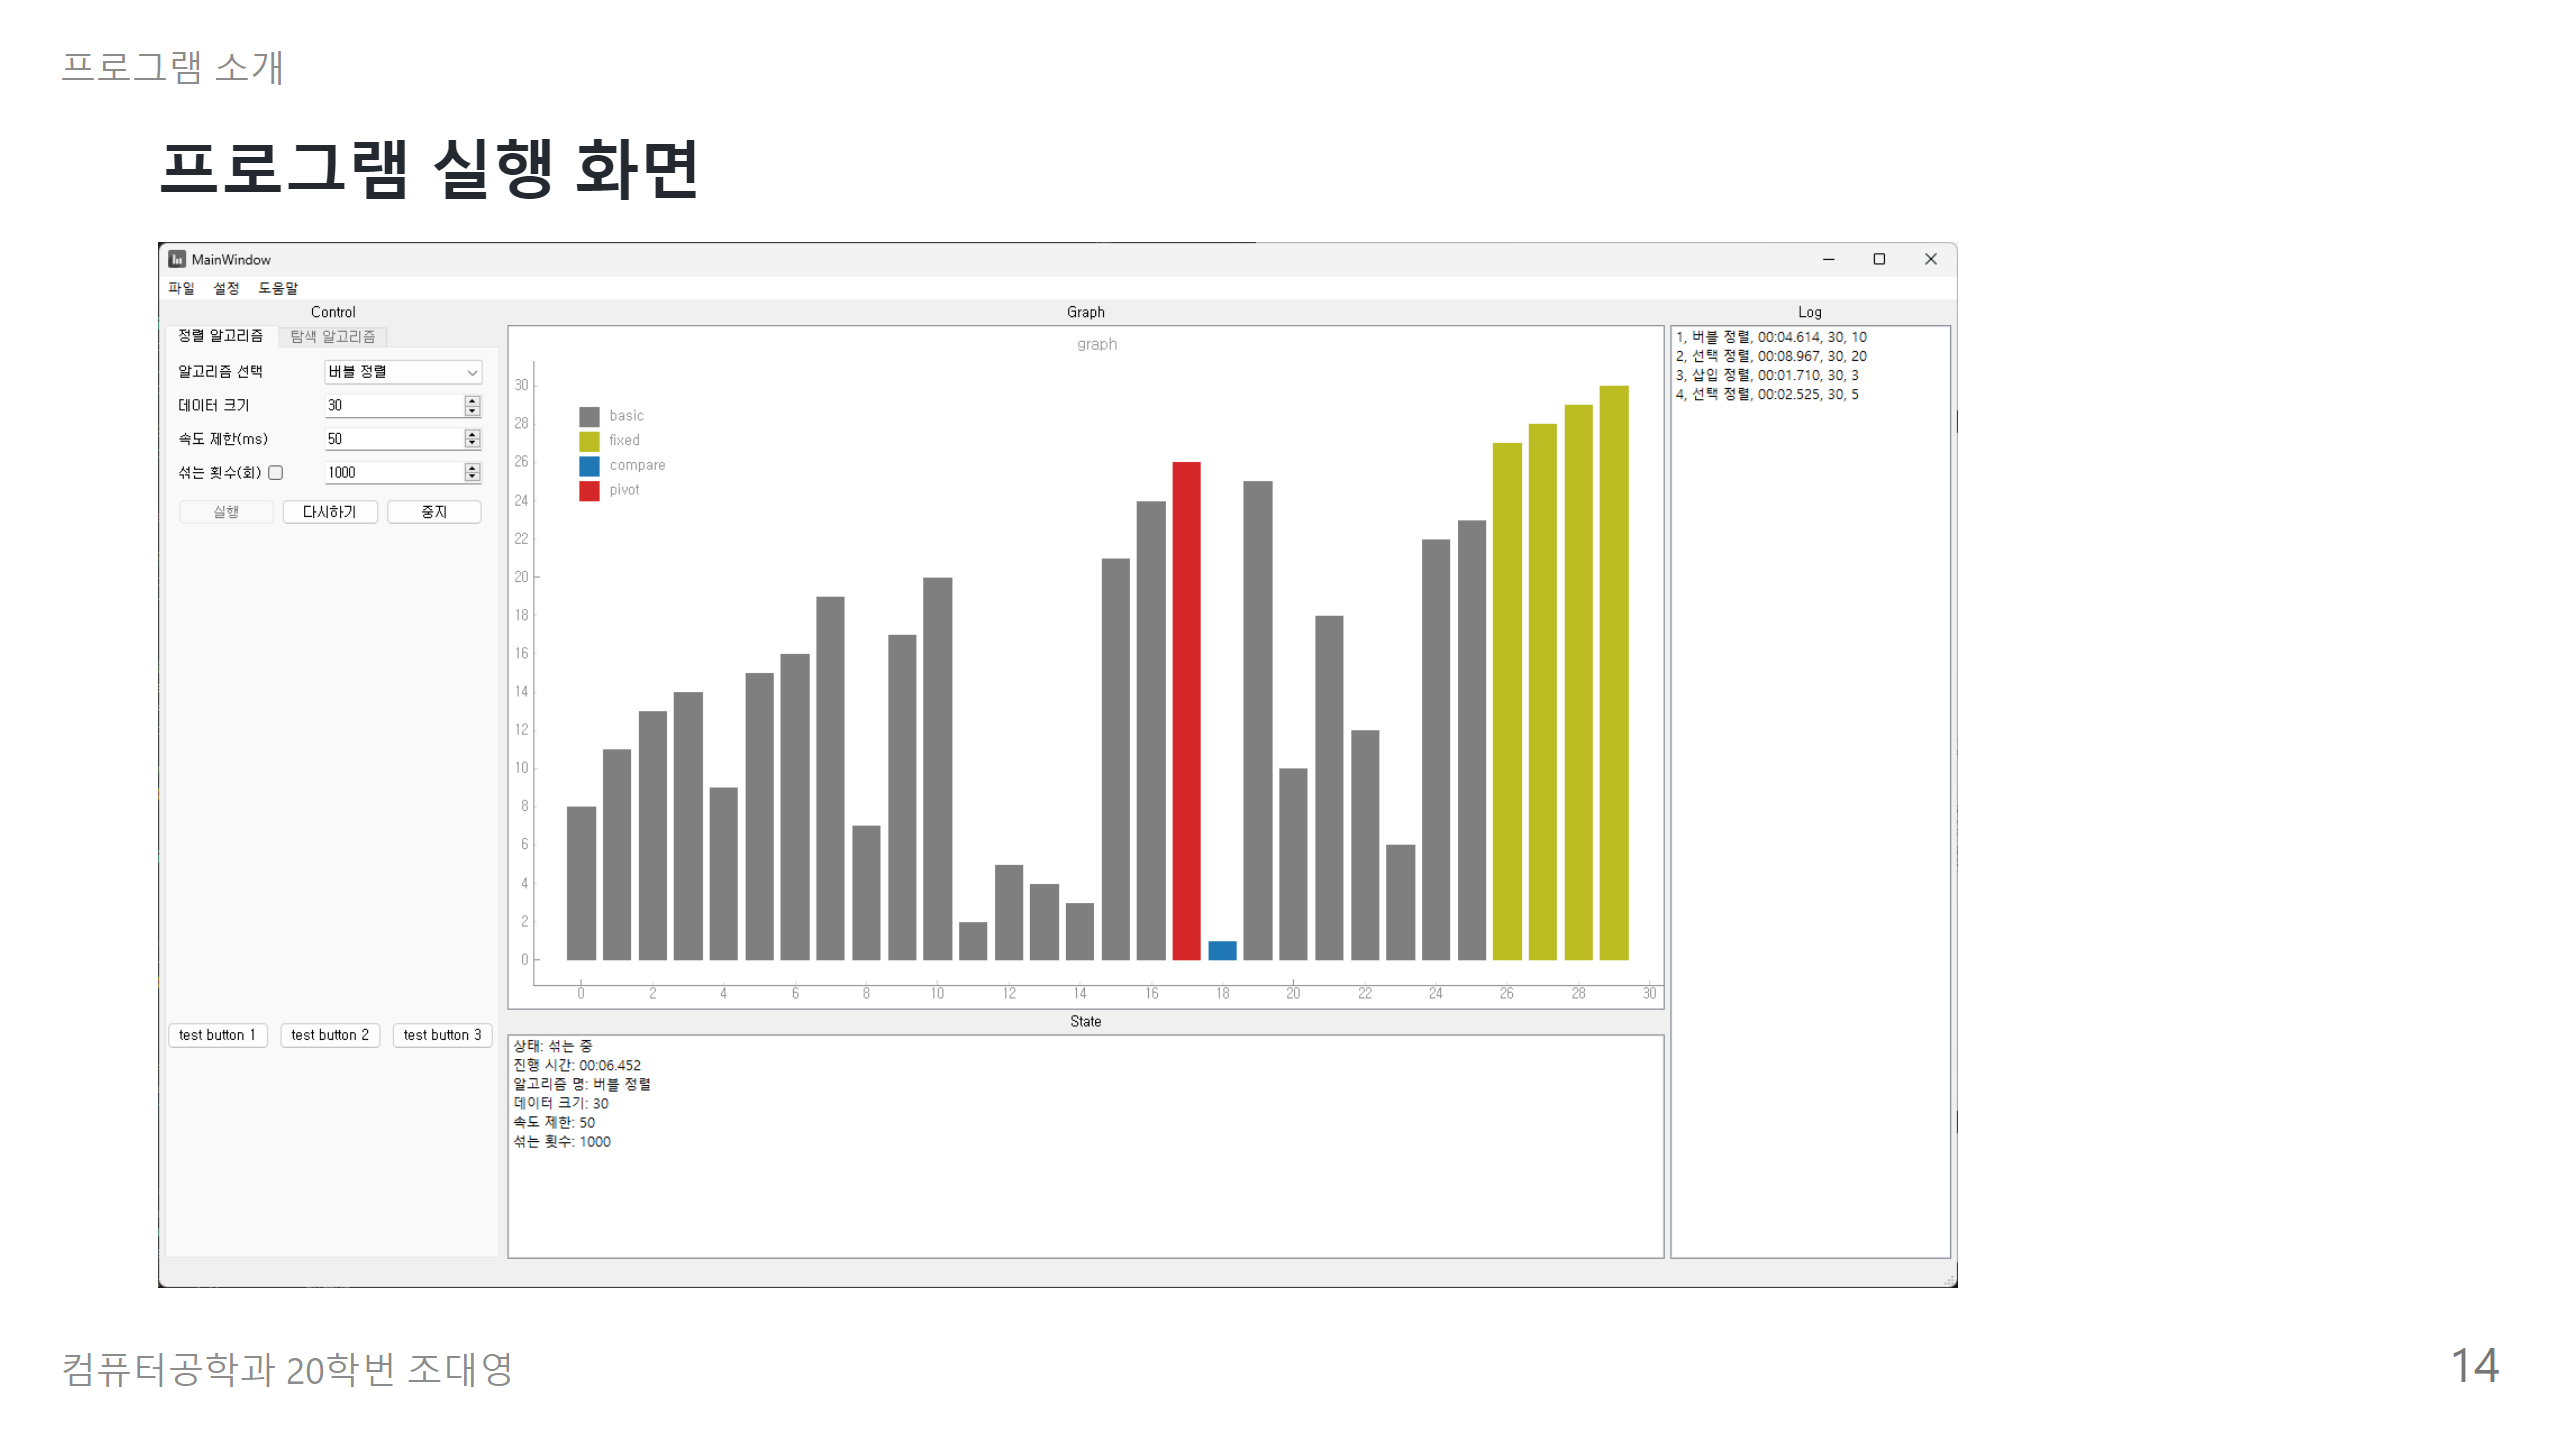 프로그램 소개
프로그램 실행 화면
MainWindow
파일 설정 도움말
Control
정렬 알고리즘 탐색 알고리즘
알고리즘 선택 버블 정렬
데이터 크기 30
속도 제한(ms) 50
섞는 횟수(회) 1000
실행 다시하기 중지
test button 1 test button 2 test button 3
Graph
graph
basic
fixed
compare
pivot
30
28
26
24
22
20
18
16
14
12
10
8
6
4
2
0
0 2 4 6 8 10 12 14 16 18 20 22 24 26 28 30
State
상태: 섞는 중
진행 시간: 00:06.452
알고리즘 명: 버블 정렬
데이터 크기: 30
속도 제한: 50
섞는 횟수: 1000
Log
1, 버블 정렬, 00:04.614, 30, 10
2, 선택 정렬, 00:08.967, 30, 20
3, 삽입 정렬, 00:01.710, 30, 3
4, 선택 정렬, 00:02.525, 30, 5
컴퓨터공학과 20학번 조대영
14